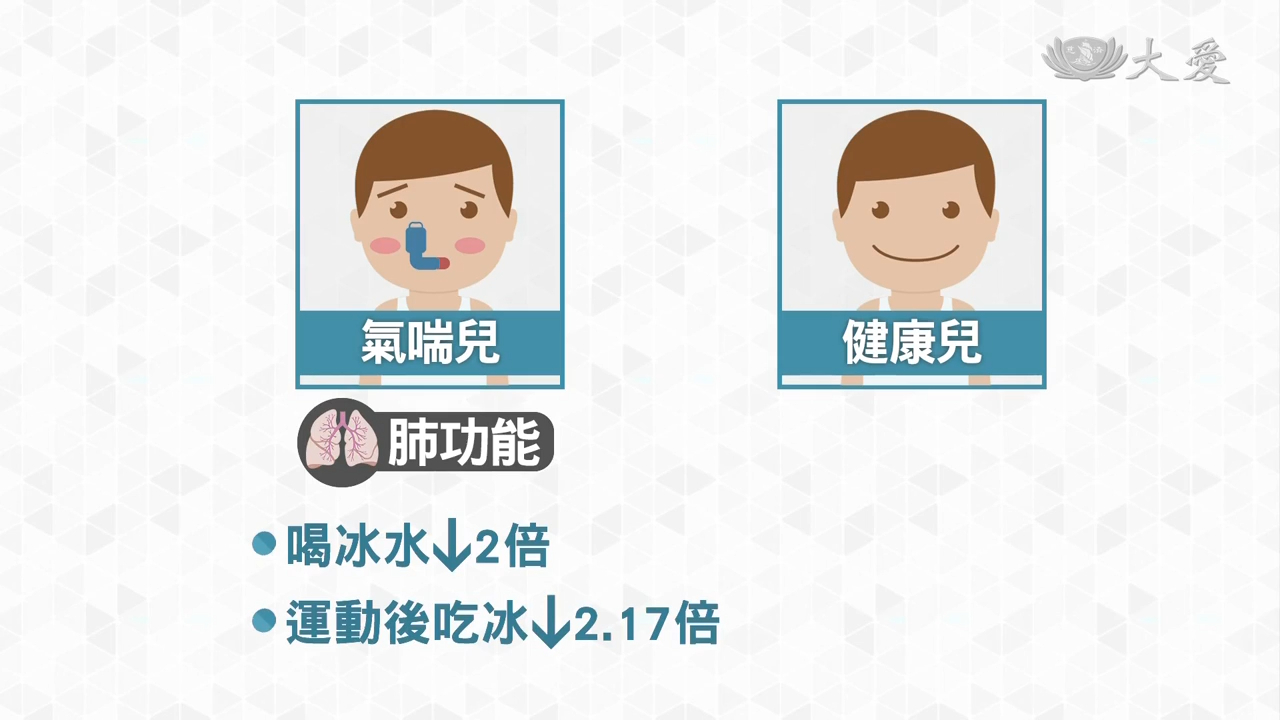 大愛
氣喘兒
健康兒
肺功能
喝冰水↓2倍
運動後吃冰↓2.17倍